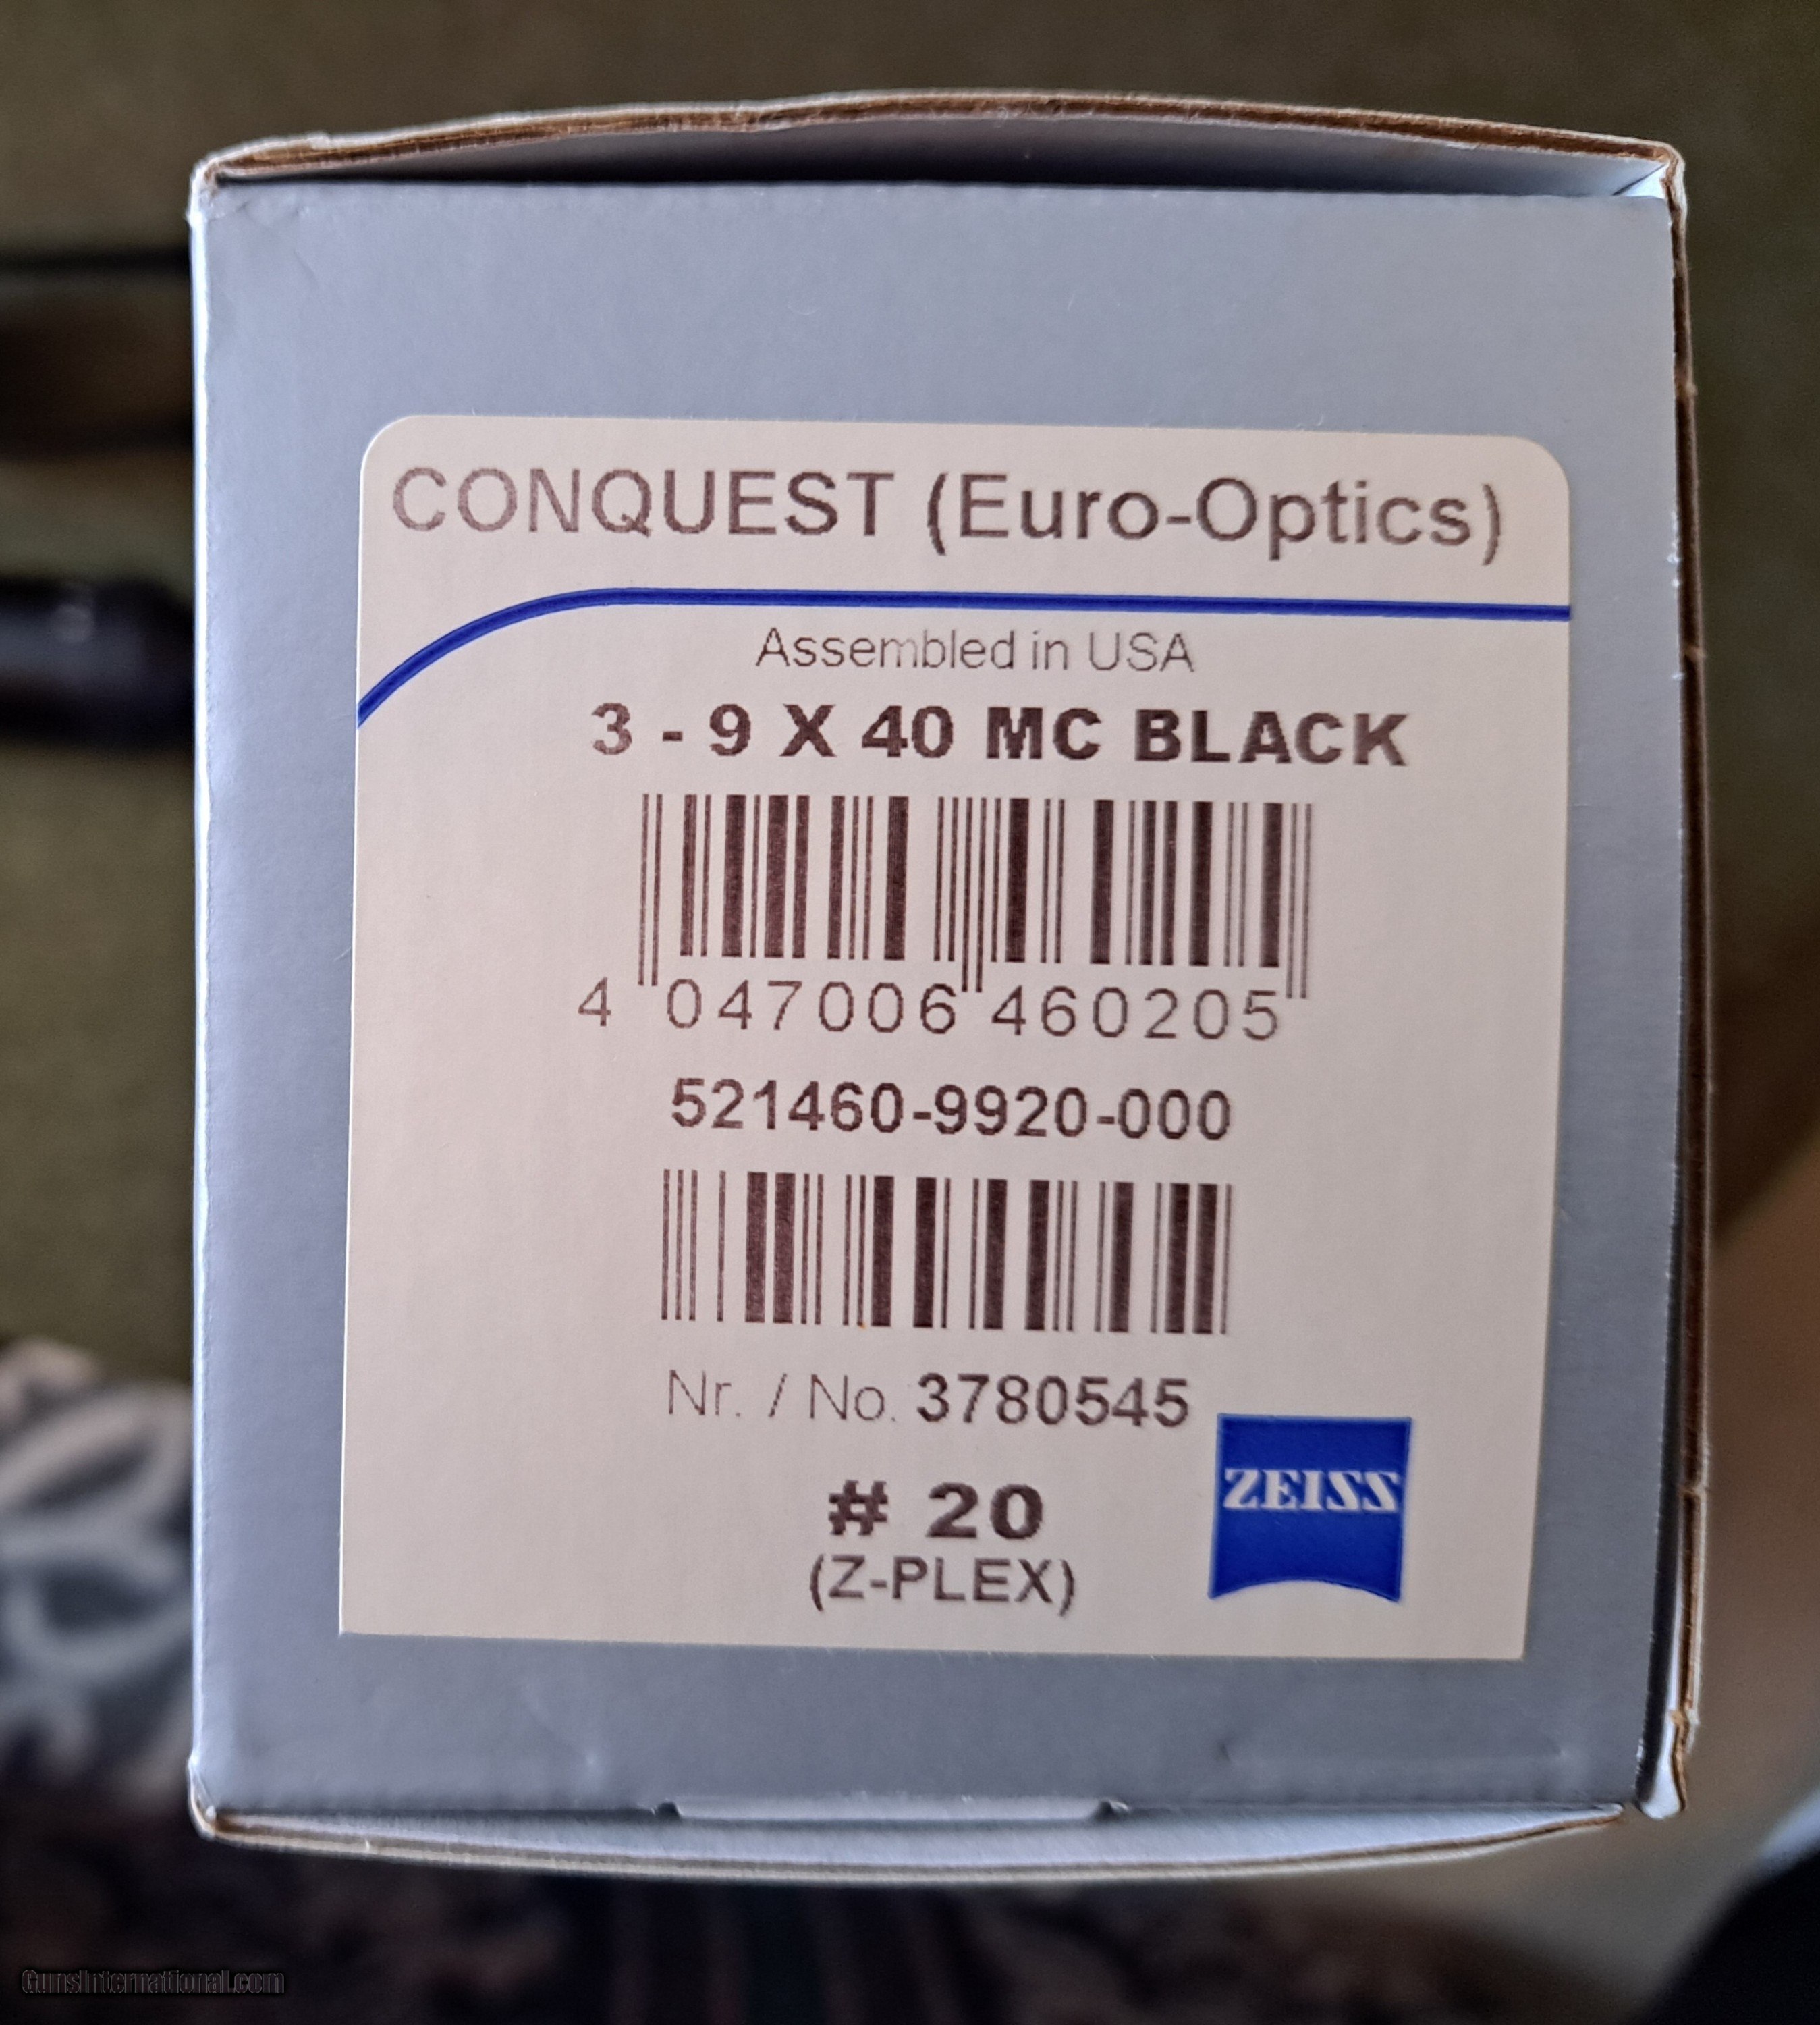 CONQUEST (Euro-Optics)
Assembled in USA
3 - 9 X 40 MC BLACK
4 047006 460205
521460-9920-000
Nr. / No. 3780545
# 20
(Z-PLEX)
ZEISS
GunsInternational.com